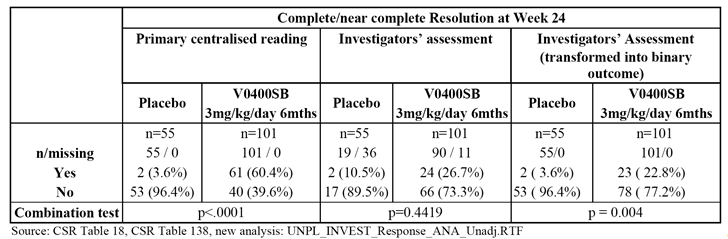 Complete/near complete Resolution at Week 24
Primary centralised reading Investigators' assessment Investigators' Assessment (transformed into binary outcome)
Placebo V0400SB 3mg/kg/day 6mths Placebo V0400SB 3mg/kg/day 6mths Placebo V0400SB 3mg/kg/day 6mths
n=55 n=101 n=55 n=101 n=55 n=101
n/missing 55 / 0 101 / 0 19 / 36 90 / 11 55/0 101/0
Yes 2 (3.6%) 61 (60.4%) 2 (10.5%) 24 (26.7%) 2 ( 3.6%) 23 ( 22.8%)
No 53 (96.4%) 40 (39.6%) 17 (89.5%) 66 (73.3%) 53 ( 96.4%) 78 ( 77.2%)
Combination test p<.0001 p=0.4419 p = 0.004
Source: CSR Table 18, CSR Table 138, new analysis: UNPL_INVEST_Response_ANA_Unadj.RTF